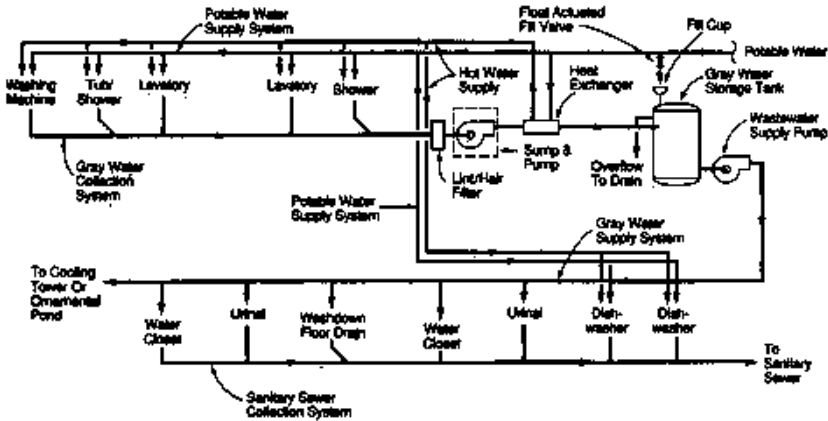 Potable Water
Supply System
Float Actuated
Fill Valve
Fill Cup
Potable Water
Washing
Machine
Tub/
Shower
Lavatory
Lavatory
Shower
Hot Water
Supply
Heat
Exchanger
Gray Water
Storage Tank
Wastewater
Supply Pump
Gray Water
Collection
System
Lint/Hair
Filter
Sump &
Pump
Overflow
To Drain
Potable Water
Supply System
Gray Water
Supply System
To Cooling
Tower Or
Ornamental
Pond
Water
Closet
Urinal
Washdown
Floor Drain
Water
Closet
Urinal
Dish-
washer
Dish-
washer
To
Sanitary
Sewer
Sanitary Sewer
Collection System